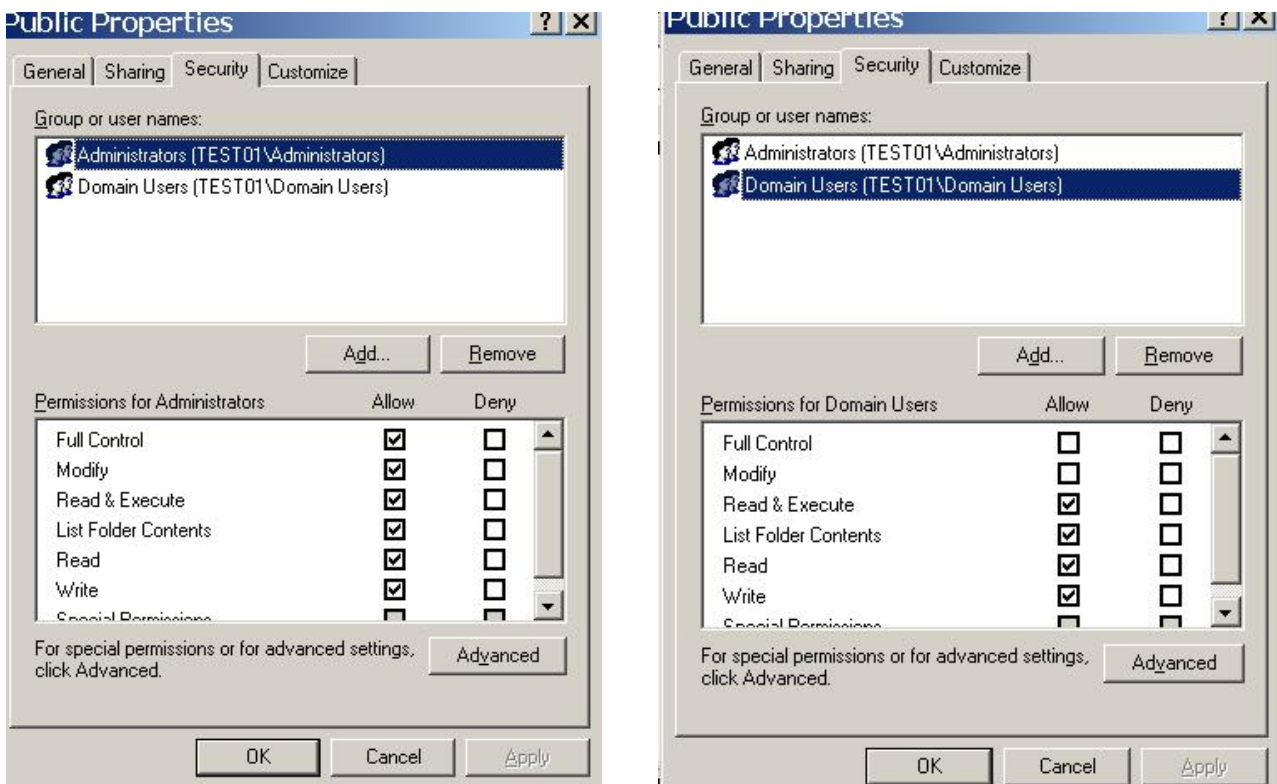 Public Properties
General Sharing Security Customize
Group or user names:
Administrators (TEST01\Administrators)
Domain Users (TEST01\Domain Users)
Add... Remove
Permissions for Administrators Allow Deny
Full Control
Modify
Read & Execute
List Folder Contents
Read
Write
Special Permissions
For special permissions or for advanced settings,
click Advanced.
Advanced
OK Cancel Apply
Public Properties
General Sharing Security Customize
Group or user names:
Administrators (TEST01\Administrators)
Domain Users (TEST01\Domain Users)
Add... Remove
Permissions for Domain Users Allow Deny
Full Control
Modify
Read & Execute
List Folder Contents
Read
Write
Special Permissions
For special permissions or for advanced settings,
click Advanced.
Advanced
OK Cancel Apply